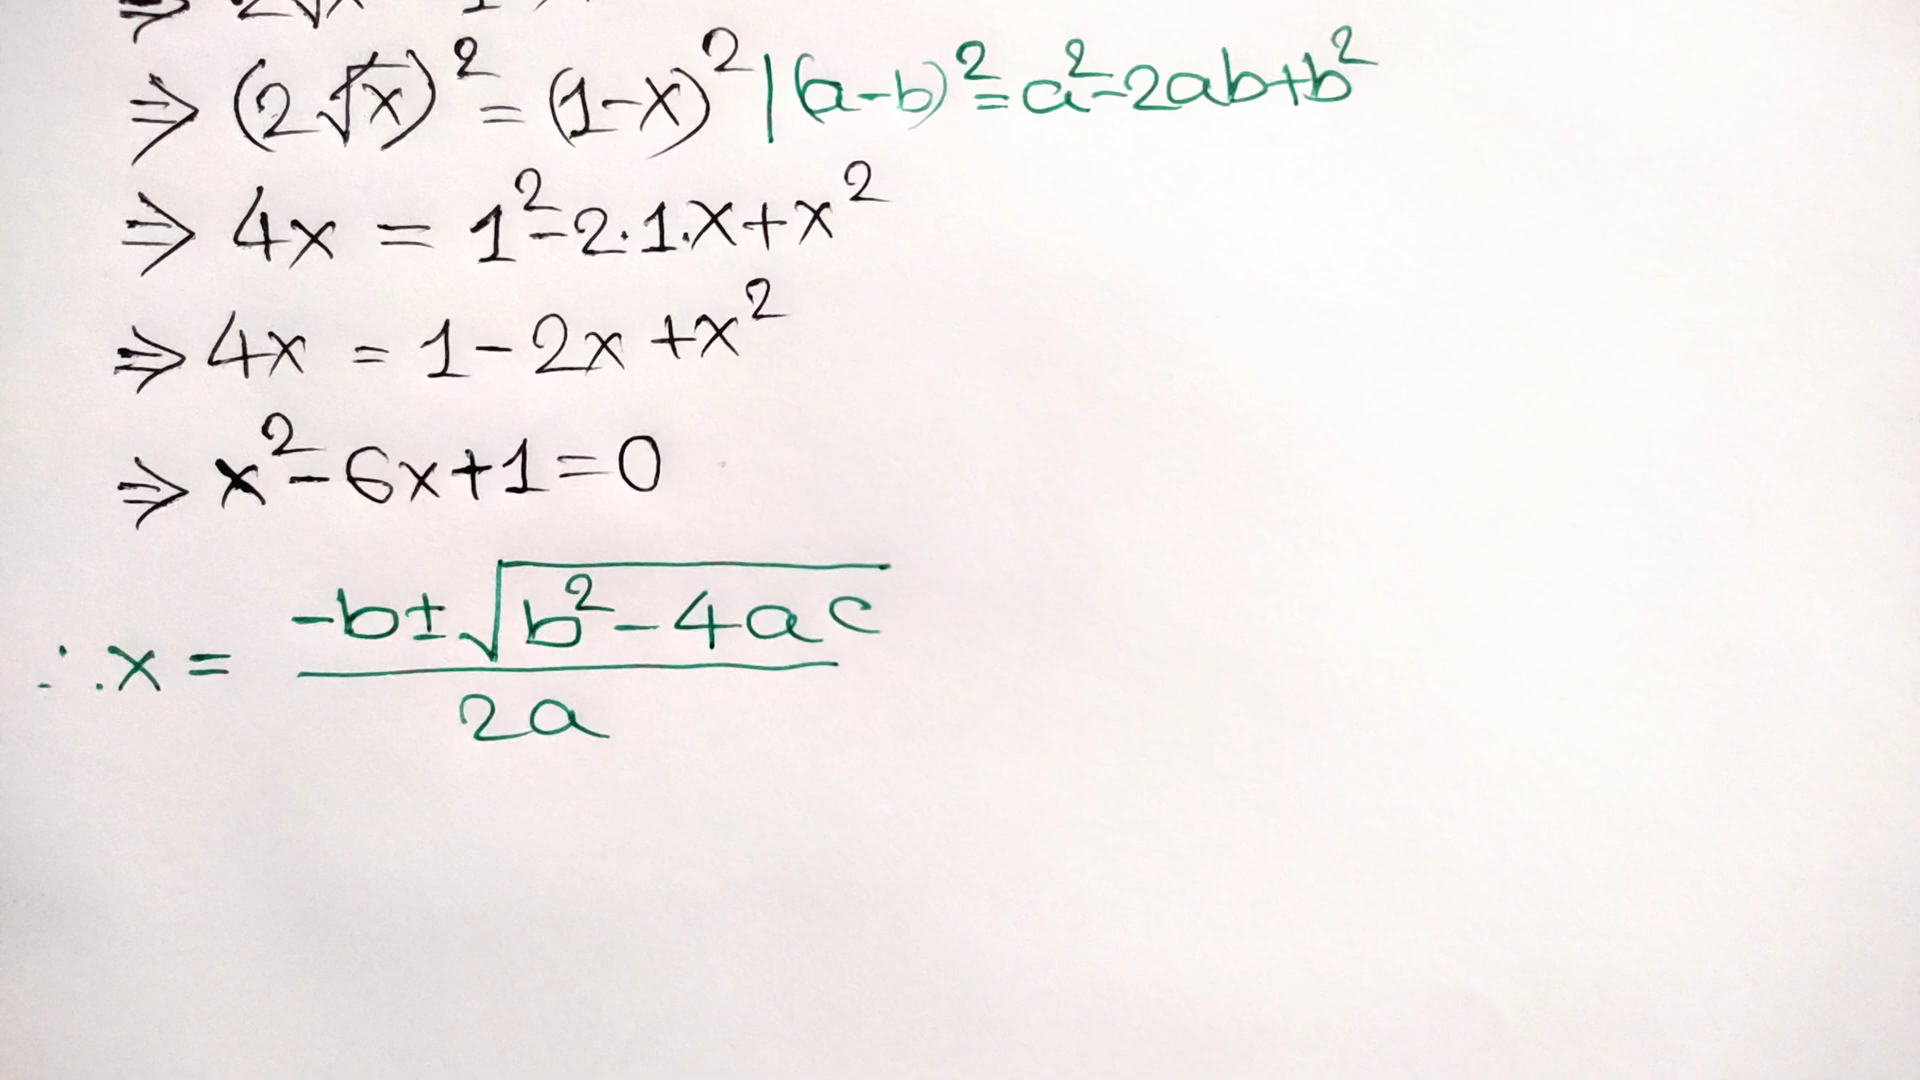 ⇒ (2√x)² = (1-x)² | (a-b)² = a²-2ab+b²
⇒ 4x = 1²-2·1·x+x²
⇒ 4x = 1-2x+x²
⇒ x²-6x+1=0
∴ x = (-b±√(b²-4ac))/(2a)